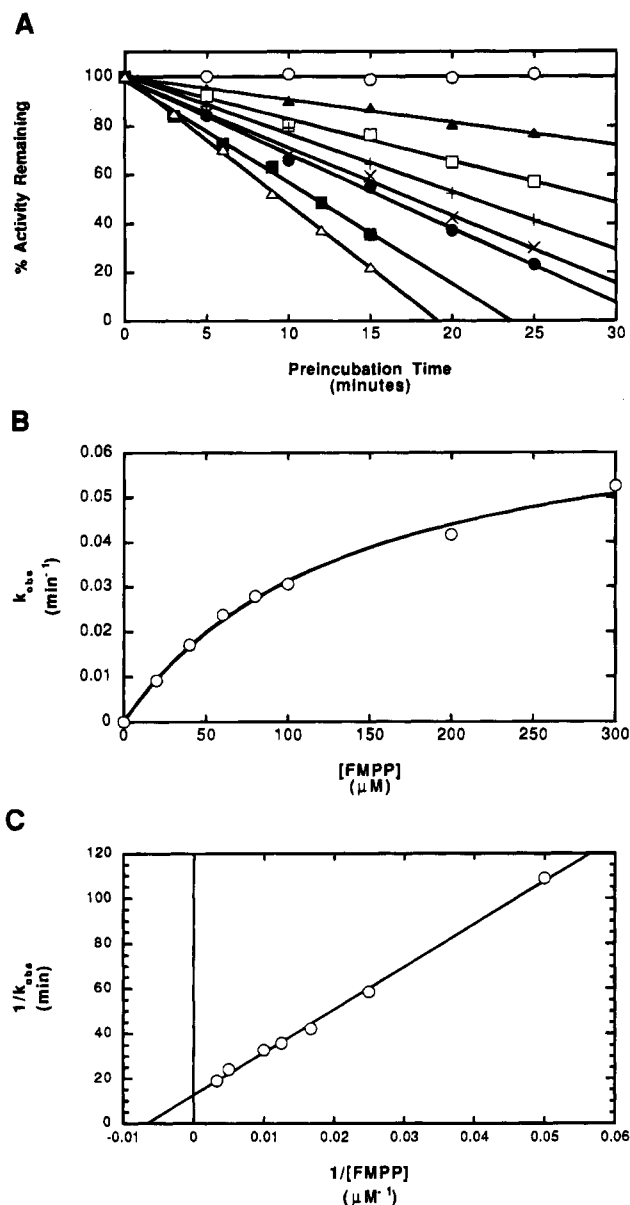 A
% Activity Remaining
100
80
60
40
20
0
0 5 10 15 20 25 30
Preincubation Time
(minutes)
B
k obs
(min⁻¹)
0.06
0.05
0.04
0.03
0.02
0.01
0
0 50 100 150 200 250 300
[FMPP]
(μM)
C
1/k obs
(min)
120
100
80
60
40
20
0
-0.01 0 0.01 0.02 0.03 0.04 0.05 0.06
1/[FMPP]
(μM⁻¹)